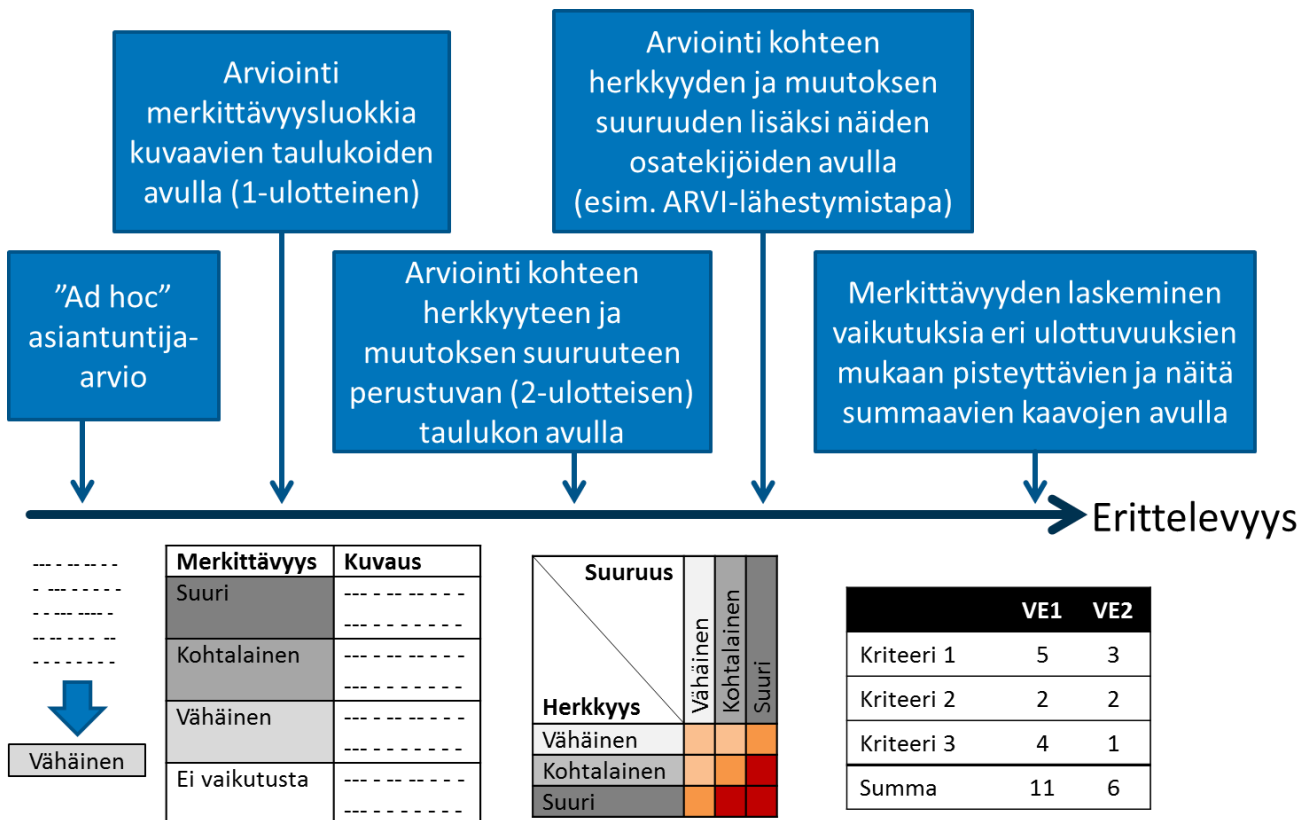 Arviointi
merkittävyysluokkia
kuvaavien taulukoiden
avulla (1-ulotteinen)
Arviointi kohteen
herkkyyden ja muutoksen
suuruuden lisäksi näiden
osatekijöiden avulla
(esim. ARVI-lähestymistapa)
”Ad hoc”
asiantuntija-
arvio
Arviointi kohteen
herkkyyteen ja
muutoksen suuruuteen
perustuvan (2-ulotteisen)
taulukon avulla
Merkittävyyden laskeminen
vaikutuksia eri ulottuvuuksien
mukaan pisteyttävien ja näitä
summaavien kaavojen avulla
Erittelevyys
Vähäinen
Merkittävyys Kuvaus
Suuri
Kohtalainen
Vähäinen
Ei vaikutusta
Suuruus
Vähäinen
Kohtalainen
Suuri
Herkkyys
Vähäinen
Kohtalainen
Suuri
VE1 VE2
Kriteeri 1 5 3
Kriteeri 2 2 2
Kriteeri 3 4 1
Summa 11 6